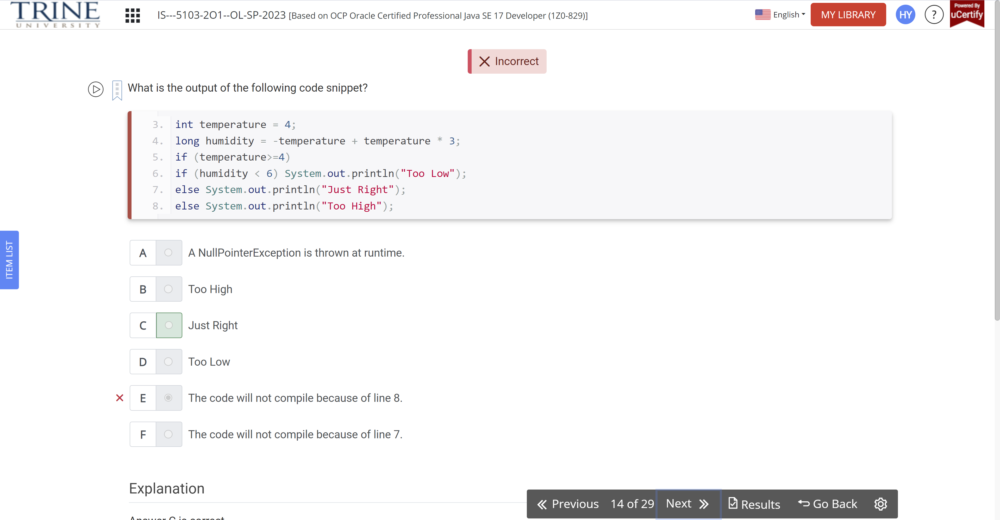 TRINE
UNIVERSITY
IS---5103-2O1--OL-SP-2023 [Based on OCP Oracle Certified Professional Java SE 17 Developer (1Z0-829)]
English
MY LIBRARY
HY
?
Powered By
uCertify
Incorrect
What is the output of the following code snippet?
3. int temperature = 4;
4. long humidity = -temperature + temperature * 3;
5. if (temperature>=4)
6. if (humidity < 6) System.out.println("Too Low");
7. else System.out.println("Just Right");
8. else System.out.println("Too High");
ITEM LIST
A A NullPointerException is thrown at runtime.
B Too High
C Just Right
D Too Low
E The code will not compile because of line 8.
F The code will not compile because of line 7.
Explanation
Previous 14 of 29 Next Results Go Back
Answer C is correct